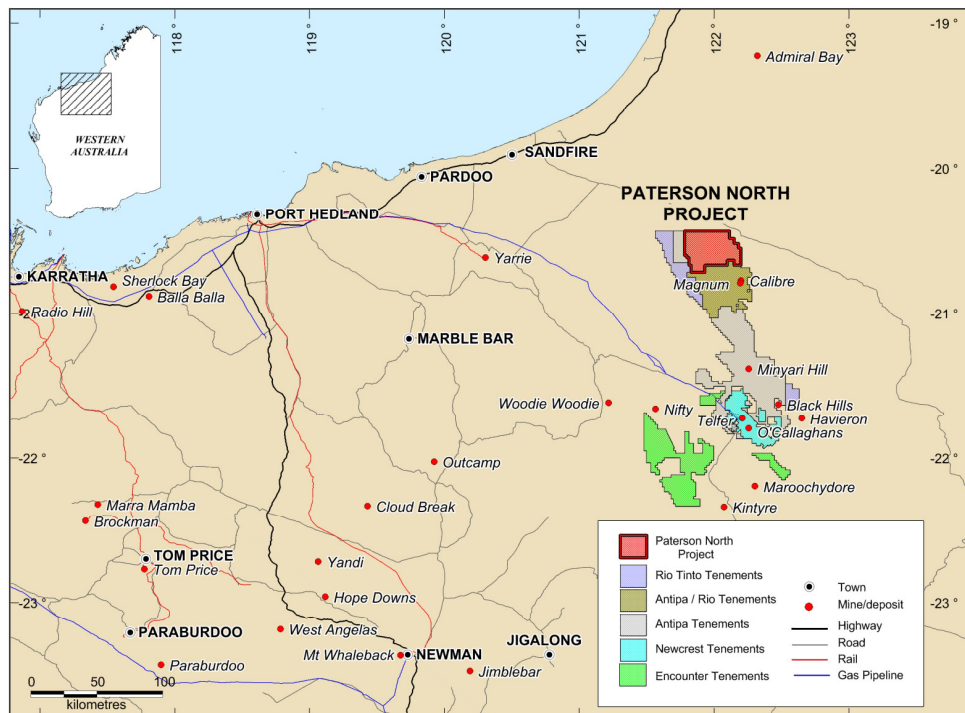 118°
119°
120°
121°
122°
123°
-19°
-19°
Admiral Bay
WESTERN
AUSTRALIA
SANDFIRE
-20°
-20°
PARDOO
PATERSON NORTH
PROJECT
PORT HEDLAND
Yarrie
KARRATHA
Sherlock Bay
Balla Balla
Magnum
Calibre
Radio Hill
-21°
-21°
MARBLE BAR
Minyari Hill
Woodie Woodie
Nifty
Black Hills
Telfer
Havieron
O'Callaghans
-22°
-22°
Outcamp
Maroochydore
Marra Mamba
Cloud Break
Kintyre
Brockman
TOM PRICE
Tom Price
Yandi
Hope Downs
-23°
-23°
PARABURDOO
West Angelas
Mt Whaleback
NEWMAN
JIGALONG
Paraburdoo
Jimblebar
0 50 100
kilometres
Paterson North
Project
Rio Tinto Tenements
Antipa / Rio Tenements
Antipa Tenements
Newcrest Tenements
Encounter Tenements
Town
Mine/deposit
Highway
Road
Rail
Gas Pipeline